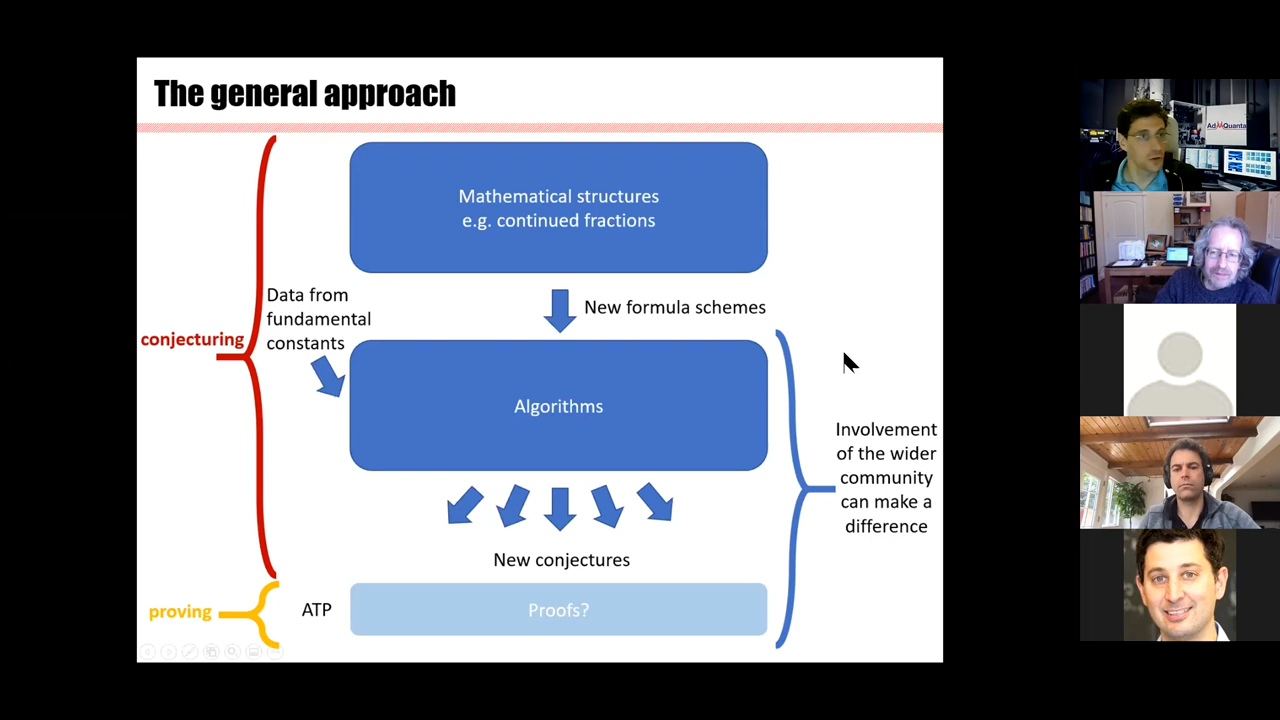 The general approach
Mathematical structures
e.g. continued fractions
Data from
fundamental
constants
New formula schemes
conjecturing
Algorithms
Involvement
of the wider
community
can make a
difference
New conjectures
proving
ATP
Proofs?
AdMQuanta